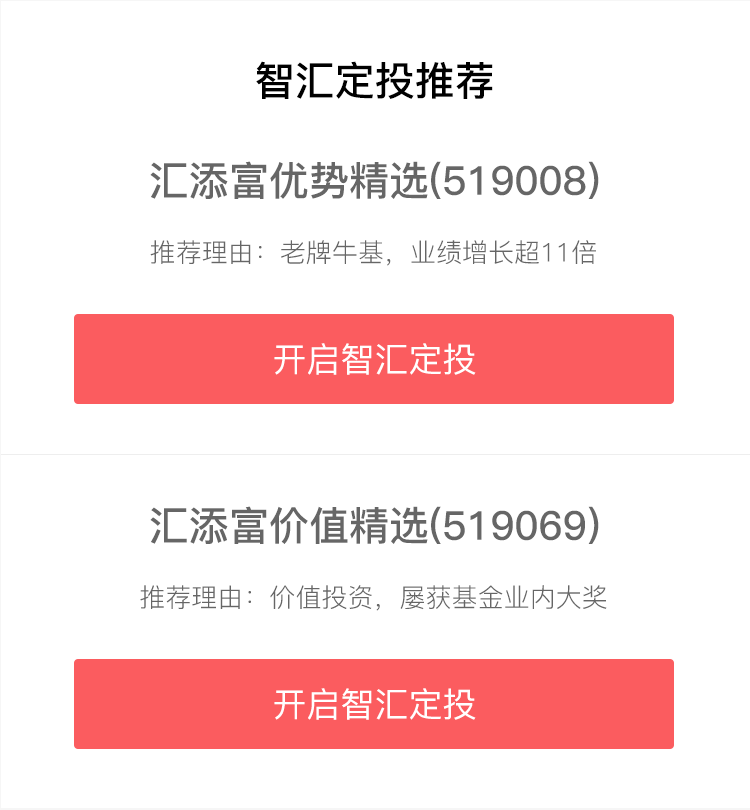 智汇定投推荐
汇添富优势精选(519008)
推荐理由：老牌牛基，业绩增长超11倍
开启智汇定投
汇添富价值精选(519069)
推荐理由：价值投资，屡获基金业内大奖
开启智汇定投